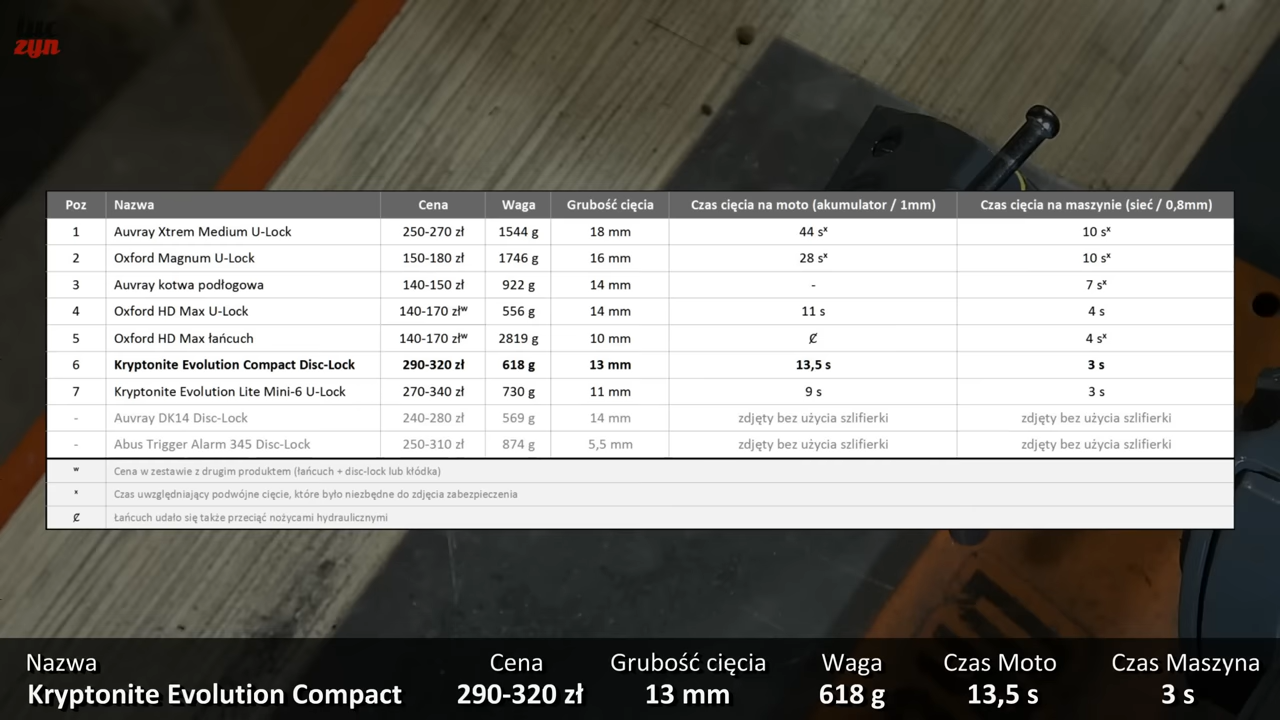 zyn
Poz Nazwa Cena Waga Grubość cięcia Czas cięcia na moto (akumulator / 1mm) Czas cięcia na maszynie (sieć / 0,8mm)
1 Auvray Xtrem Medium U-Lock 250-270 zł 1544 g 18 mm 44 sˣ 10 sˣ
2 Oxford Magnum U-Lock 150-180 zł 1746 g 16 mm 28 sˣ 10 sˣ
3 Auvray kotwa podłogowa 140-150 zł 922 g 14 mm - 7 sˣ
4 Oxford HD Max U-Lock 140-170 złʷ 556 g 14 mm 11 s 4 s
5 Oxford HD Max łańcuch 140-170 złʷ 2819 g 10 mm Ȼ 4 sˣ
6 Kryptonite Evolution Compact Disc-Lock 290-320 zł 618 g 13 mm 13,5 s 3 s
7 Kryptonite Evolution Lite Mini-6 U-Lock 270-340 zł 730 g 11 mm 9 s 3 s
- Auvray DK14 Disc-Lock 240-280 zł 569 g 14 mm zdjęty bez użycia szlifierki zdjęty bez użycia szlifierki
- Abus Trigger Alarm 345 Disc-Lock 250-310 zł 874 g 5,5 mm zdjęty bez użycia szlifierki zdjęty bez użycia szlifierki
ʷ Cena w zestawie z drugim produktem (łańcuch + disc-lock lub kłódka)
ˣ Czas uwzględniający podwójne cięcie, które było niezbędne do zdjęcia zabezpieczenia
Ȼ Łańcuch udało się także przeciąć nożycami hydraulicznymi
Nazwa Cena Grubość cięcia Waga Czas Moto Czas Maszyna
Kryptonite Evolution Compact 290-320 zł 13 mm 618 g 13,5 s 3 s